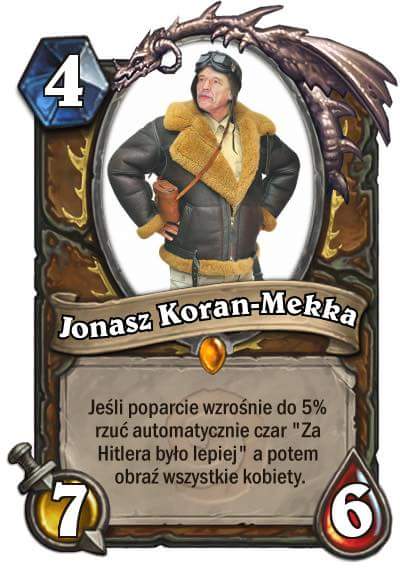 4
Jonasz Koran-Mekka
Jeśli poparcie wzrośnie do 5%
rzuć automatycznie czar "Za
Hitlera było lepiej" a potem
obraź wszystkie kobiety.
7
6